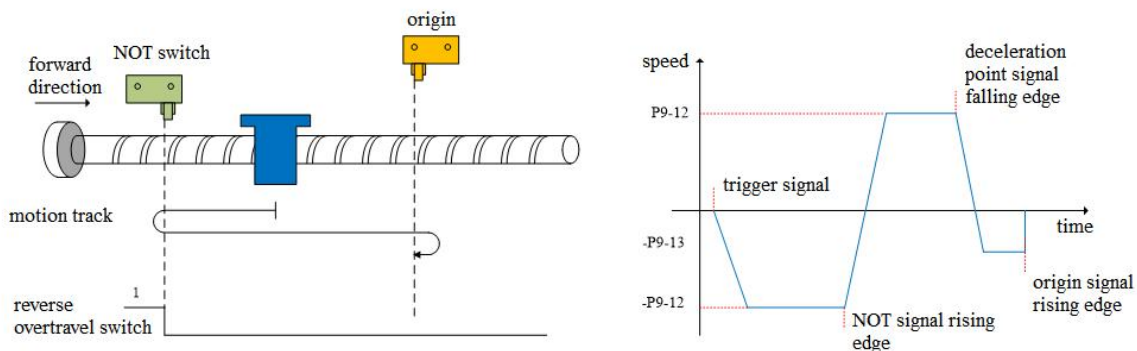 origin
NOT switch
forward
direction
motion track
1
reverse
overtravel switch
speed
deceleration
point signal
falling edge
P9-12
trigger signal
time
-P9-13
origin signal
rising edge
-P9-12
NOT signal rising
edge